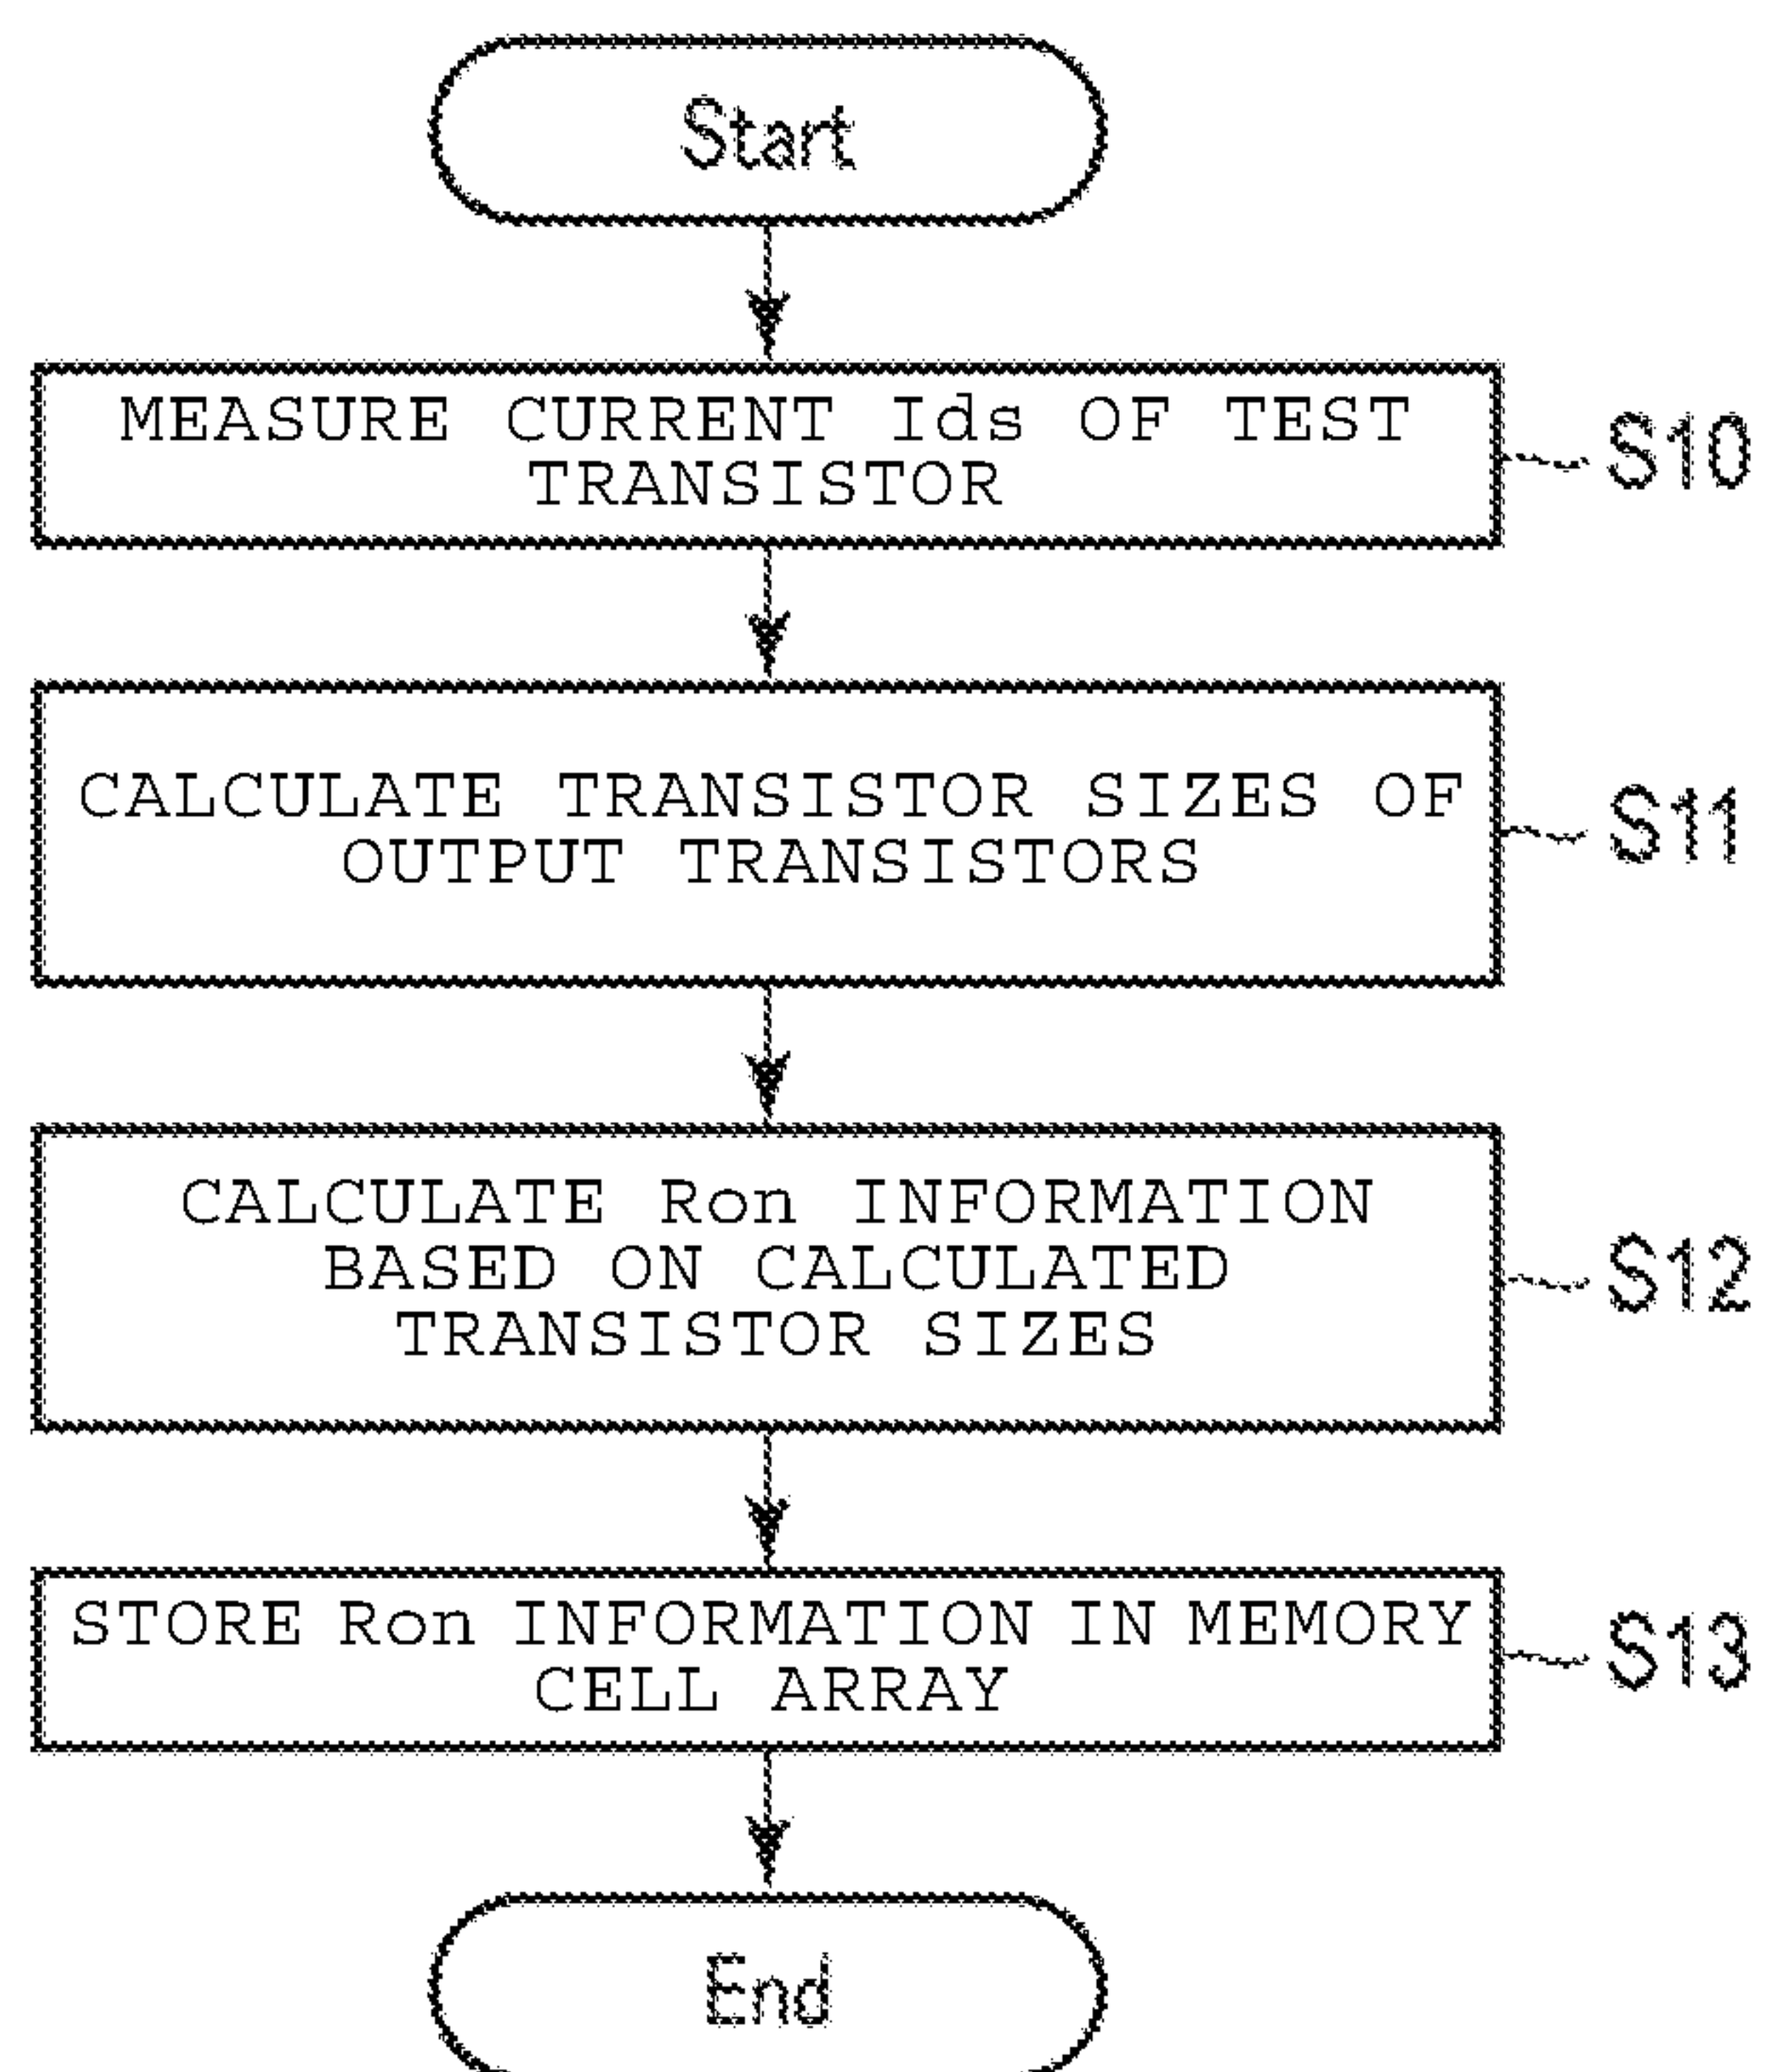 Start
MEASURE CURRENT Ids OF TEST
TRANSISTOR
S10
CALCULATE TRANSISTOR SIZES OF
OUTPUT TRANSISTORS
S11
CALCULATE Ron INFORMATION
BASED ON CALCULATED
TRANSISTOR SIZES
S12
STORE Ron INFORMATION IN MEMORY
CELL ARRAY
S13
End